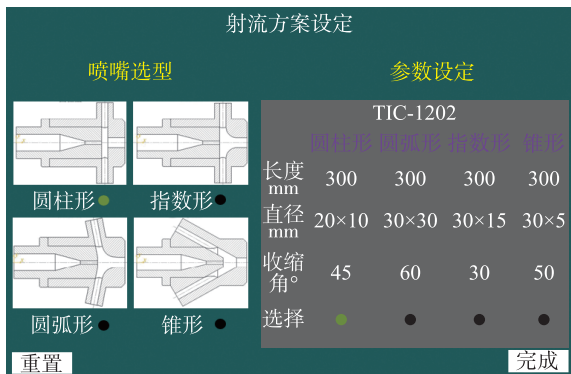 射流方案设定
喷嘴选型
圆柱形
指数形
圆弧形
锥形
重置
参数设定
TIC-1202
圆柱形 圆弧形 指数形 锥形
长度 mm 300 300 300 300
直径 mm 20×10 30×30 30×15 30×5
收缩角° 45 60 30 50
选择
完成